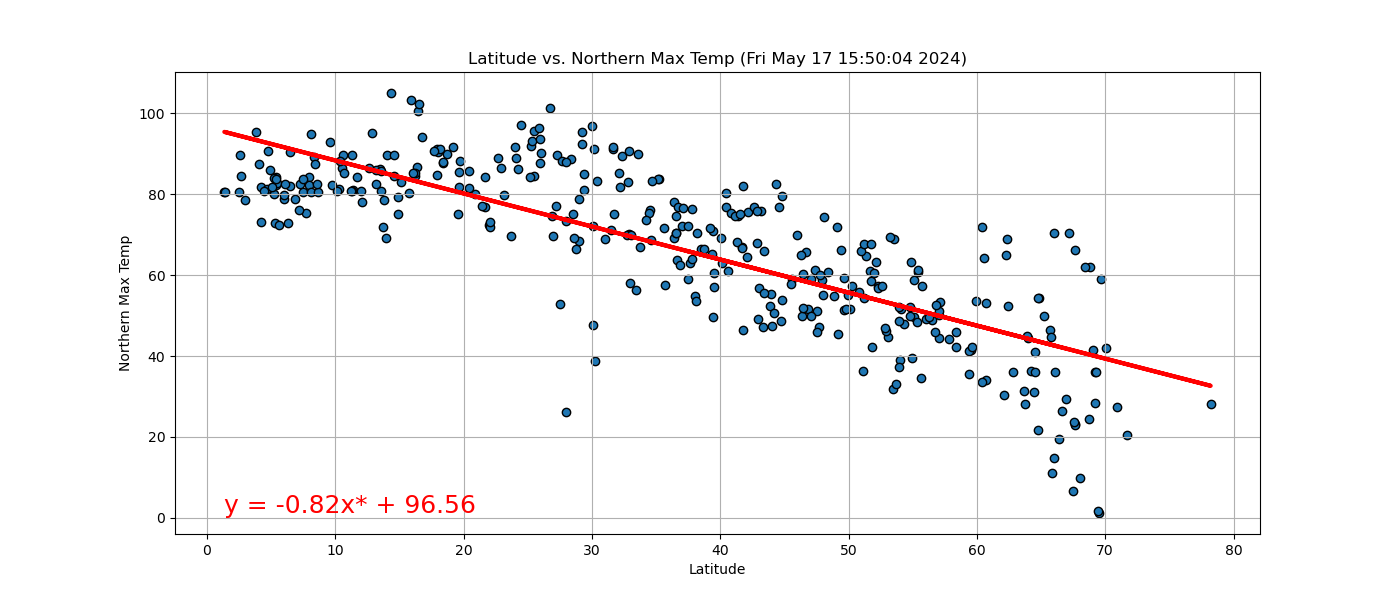 Latitude vs. Northern Max Temp (Fri May 17 15:50:04 2024)
Northern Max Temp
100
80
60
40
20
0
y = -0.82x* + 96.56
0 10 20 30 40 50 60 70 80
Latitude